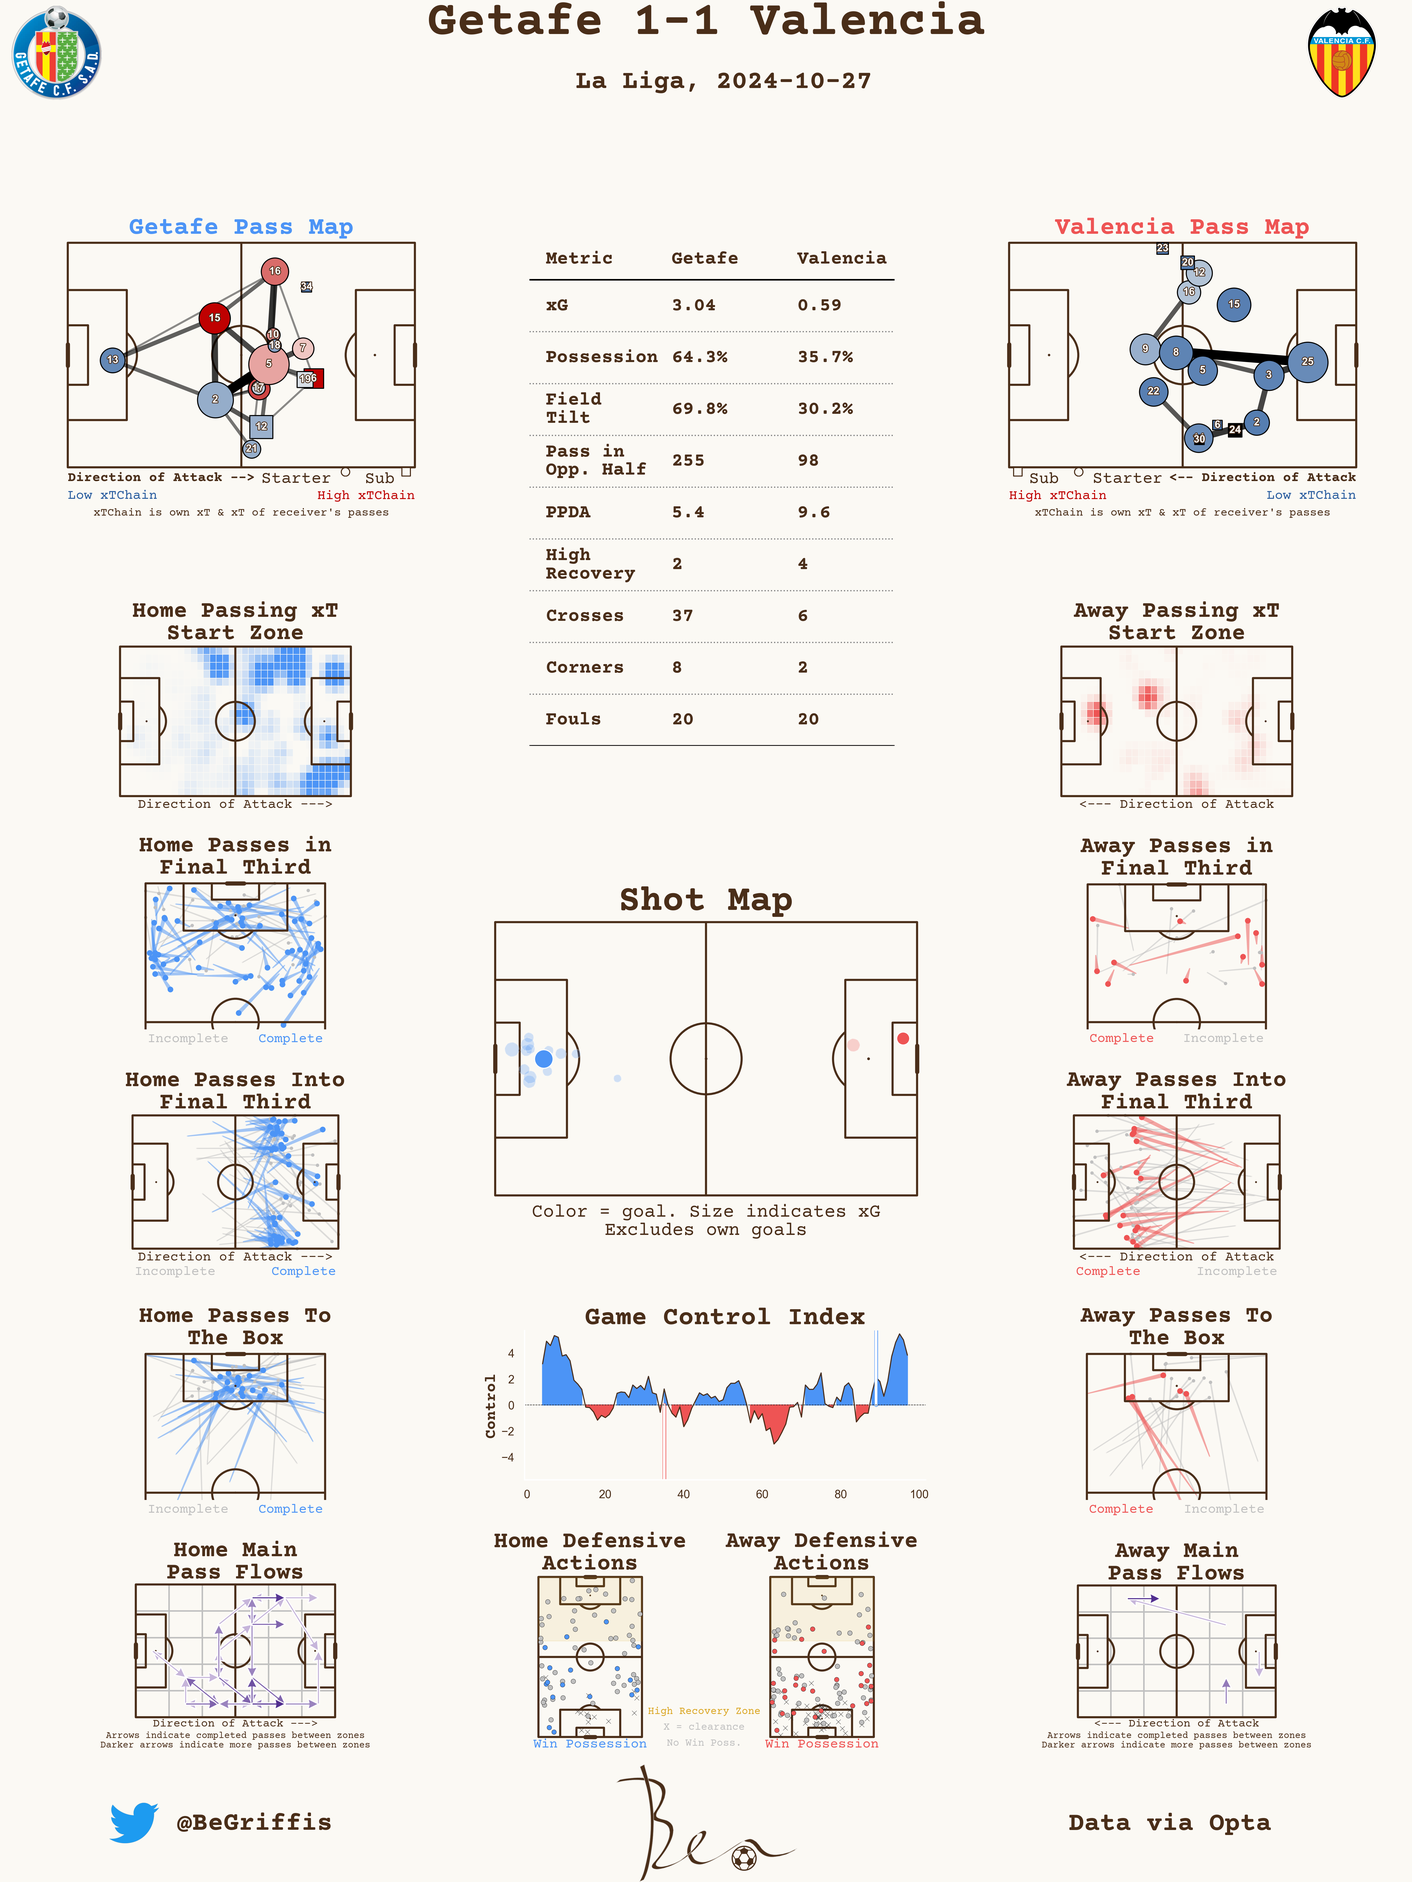 Getafe 1-1 Valencia
La Liga, 2024-10-27
GETAFE C.F. S.A.D.
VALENCIA C.F.
Getafe Pass Map
13
15
2
16
34
10
18
5
7
19
6
17
12
21
Direction of Attack --> Starter Sub
Low xTChain High xTChain
xTChain is own xT & xT of receiver's passes
Metric Getafe Valencia
xG 3.04 0.59
Possession 64.3% 35.7%
Field
Tilt 69.8% 30.2%
Pass in
Opp. Half 255 98
PPDA 5.4 9.6
High
Recovery 2 4
Crosses 37 6
Corners 8 2
Fouls 20 20
Valencia Pass Map
23
20
12
16
15
9
8
5
3
25
22
2
6
24
30
Sub Starter <-- Direction of Attack
High xTChain Low xTChain
xTChain is own xT & xT of receiver's passes
Home Passing xT
Start Zone
Direction of Attack --->
Away Passing xT
Start Zone
<--- Direction of Attack
Home Passes in
Final Third
Incomplete Complete
Shot Map
Color = goal. Size indicates xG
Excludes own goals
Away Passes in
Final Third
Complete Incomplete
Home Passes Into
Final Third
Direction of Attack --->
Incomplete Complete
Away Passes Into
Final Third
<--- Direction of Attack
Complete Incomplete
Home Passes To
The Box
Incomplete Complete
Game Control Index
Control
4
2
0
−2
−4
0 20 40 60 80 100
Away Passes To
The Box
Complete Incomplete
Home Main
Pass Flows
Direction of Attack --->
Arrows indicate completed passes between zones
Darker arrows indicate more passes between zones
Home Defensive
Actions
Win Possession
High Recovery Zone
X = clearance
No Win Poss.
Away Defensive
Actions
Win Possession
Away Main
Pass Flows
<--- Direction of Attack
Arrows indicate completed passes between zones
Darker arrows indicate more passes between zones
@BeGriffis
Ben
Data via Opta